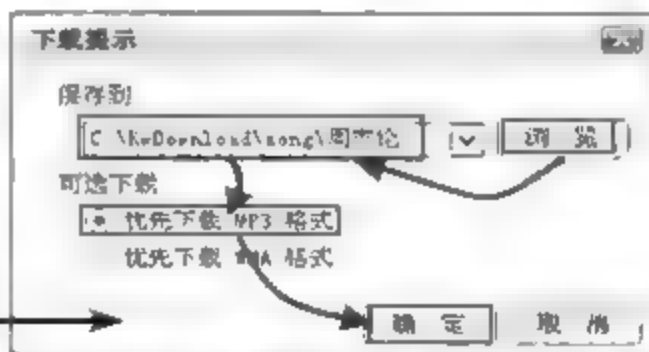 下载提示
保存到
C:\KwDownload\song\周杰伦
浏 览
可选下载
优先下载 MP3 格式
优先下载 WMA 格式
确 定 取 消